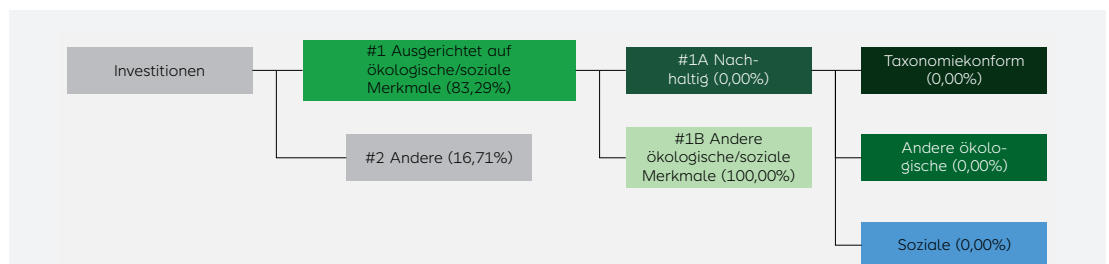 Investitionen
#1 Ausgerichtet auf
ökologische/soziale
Merkmale (83,29%)
#1A Nach-
haltig (0,00%)
Taxonomiekonform
(0,00%)
#2 Andere (16,71%)
#1B Andere
ökologische/soziale
Merkmale (100,00%)
Andere ökolo-
gische (0,00%)
Soziale (0,00%)